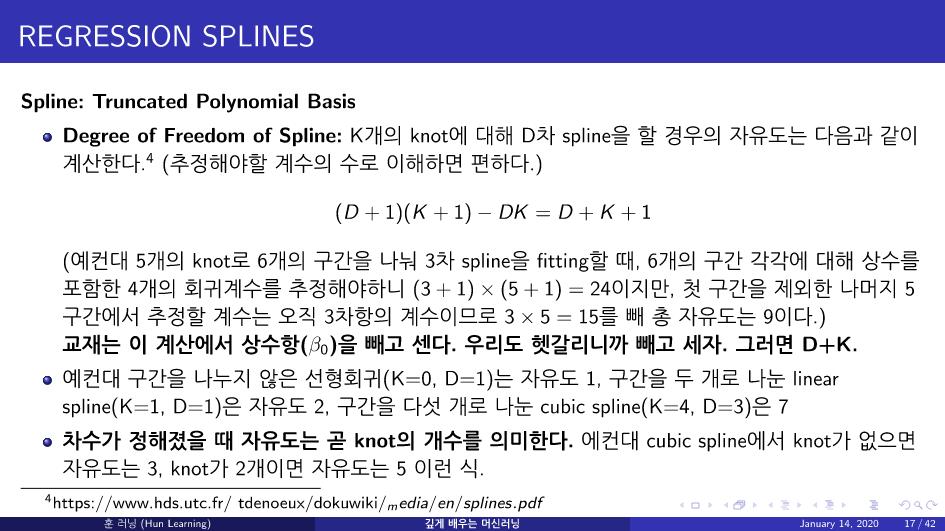 REGRESSION SPLINES
Spline: Truncated Polynomial Basis
Degree of Freedom of Spline: K개의 knot에 대해 D차 spline을 할 경우의 자유도는 다음과 같이
계산한다.4 (추정해야할 계수의 수로 이해하면 편하다.)
(D + 1)(K + 1) − DK = D + K + 1
(예컨대 5개의 knot로 6개의 구간을 나눠 3차 spline을 fitting할 때, 6개의 구간 각각에 대해 상수를
포함한 4개의 회귀계수를 추정해야하니 (3 + 1) × (5 + 1) = 24이지만, 첫 구간을 제외한 나머지 5
구간에서 추정할 계수는 오직 3차항의 계수이므로 3 × 5 = 15를 빼 총 자유도는 9이다.)
교재는 이 계산에서 상수항(β0)을 빼고 센다. 우리도 헷갈리니까 빼고 세자. 그러면 D+K.
예컨대 구간을 나누지 않은 선형회귀(K=0, D=1)는 자유도 1, 구간을 두 개로 나눈 linear
spline(K=1, D=1)은 자유도 2, 구간을 다섯 개로 나눈 cubic spline(K=4, D=3)은 7
차수가 정해졌을 때 자유도는 곧 knot의 개수를 의미한다. 에컨대 cubic spline에서 knot가 없으면
자유도는 3, knot가 2개이면 자유도는 5 이런 식.
4https://www.hds.utc.fr/ tdenoeux/dokuwiki/media/en/splines.pdf
훈 러닝 (Hun Learning) 깊게 배우는 머신러닝 January 14, 2020 17 / 42